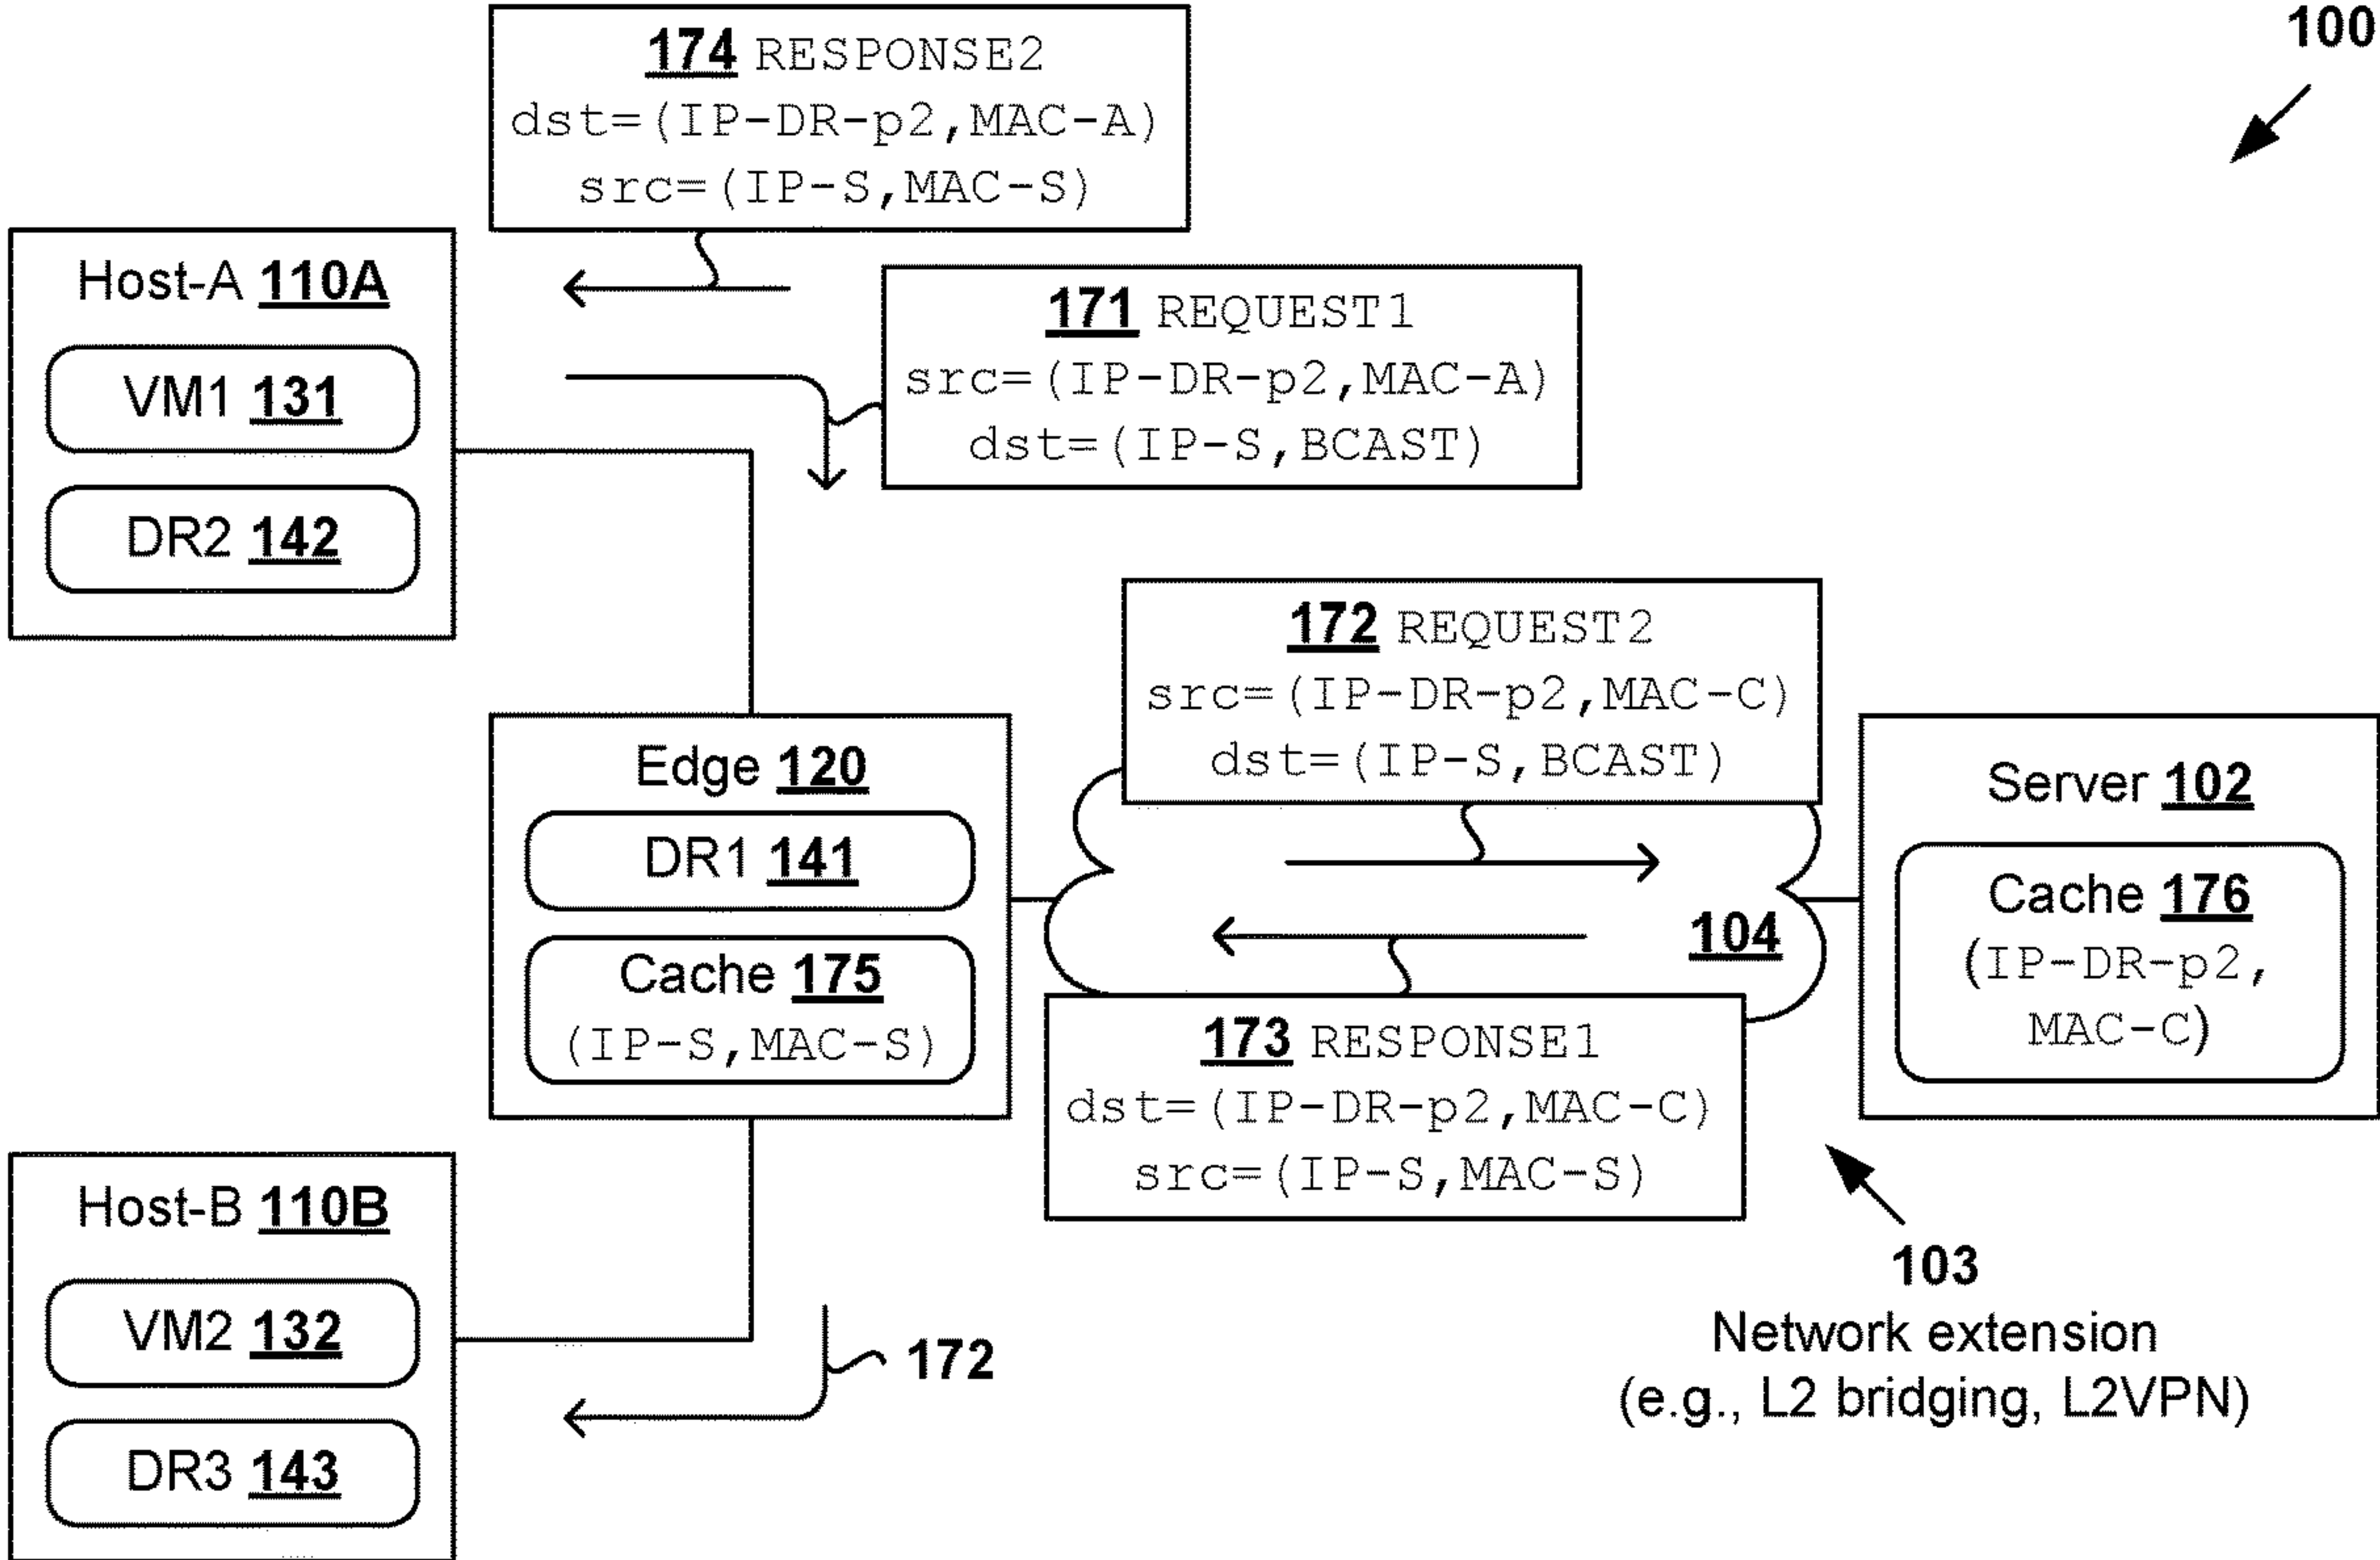 100
174 RESPONSE2
dst=(IP-DR-p2,MAC-A)
src=(IP-S,MAC-S)
Host-A 110A
VM1 131
DR2 142
171 REQUEST1
src=(IP-DR-p2,MAC-A)
dst=(IP-S,BCAST)
172 REQUEST2
src=(IP-DR-p2,MAC-C)
dst=(IP-S,BCAST)
Edge 120
DR1 141
Cache 175
(IP-S,MAC-S)
104
Server 102
Cache 176
(IP-DR-p2,
MAC-C)
173 RESPONSE1
dst=(IP-DR-p2,MAC-C)
src=(IP-S,MAC-S)
Host-B 110B
VM2 132
DR3 143
172
103
Network extension
(e.g., L2 bridging, L2VPN)